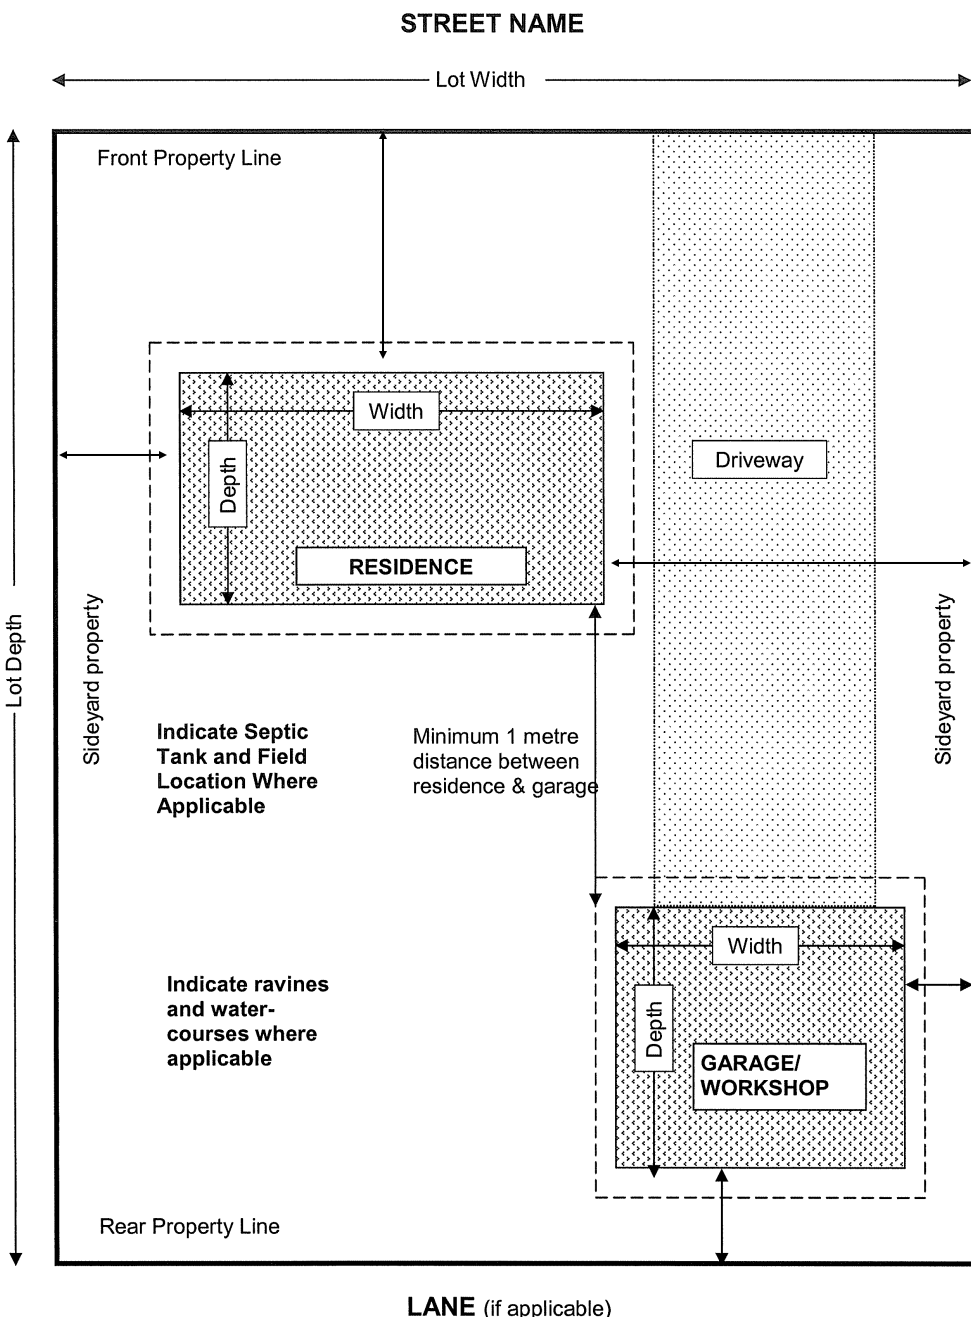 STREET NAME
Lot Width
Front Property Line
Width
Depth
Driveway
RESIDENCE
Lot Depth
Sideyard property
Sideyard property
Indicate Septic
Tank and Field
Location Where
Applicable
Minimum 1 metre
distance between
residence & garage
Width
Depth
Indicate ravines
and water-
courses where
applicable
GARAGE/
WORKSHOP
Rear Property Line
LANE (if applicable)